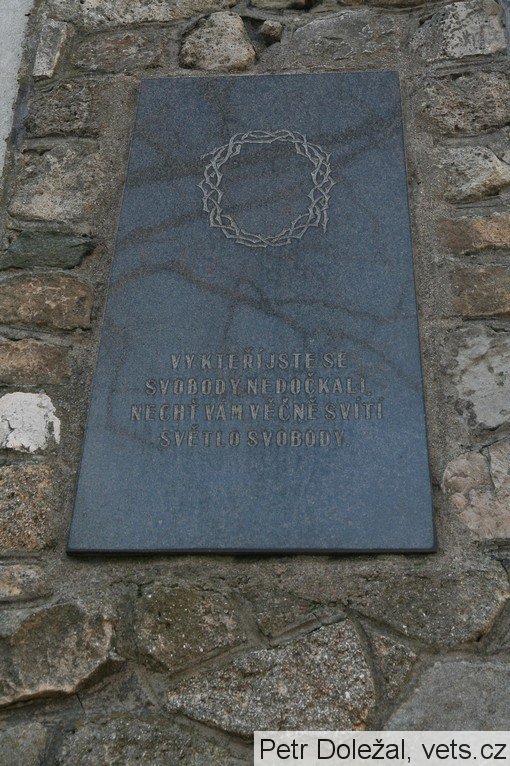 VY KTEŘÍ JSTE SE
SVOBODY NEDOČKALI,
NECHŤ VÁM VĚČNĚ SVÍTÍ
SVĚTLO SVOBODY.
Petr Doležal, vets.cz